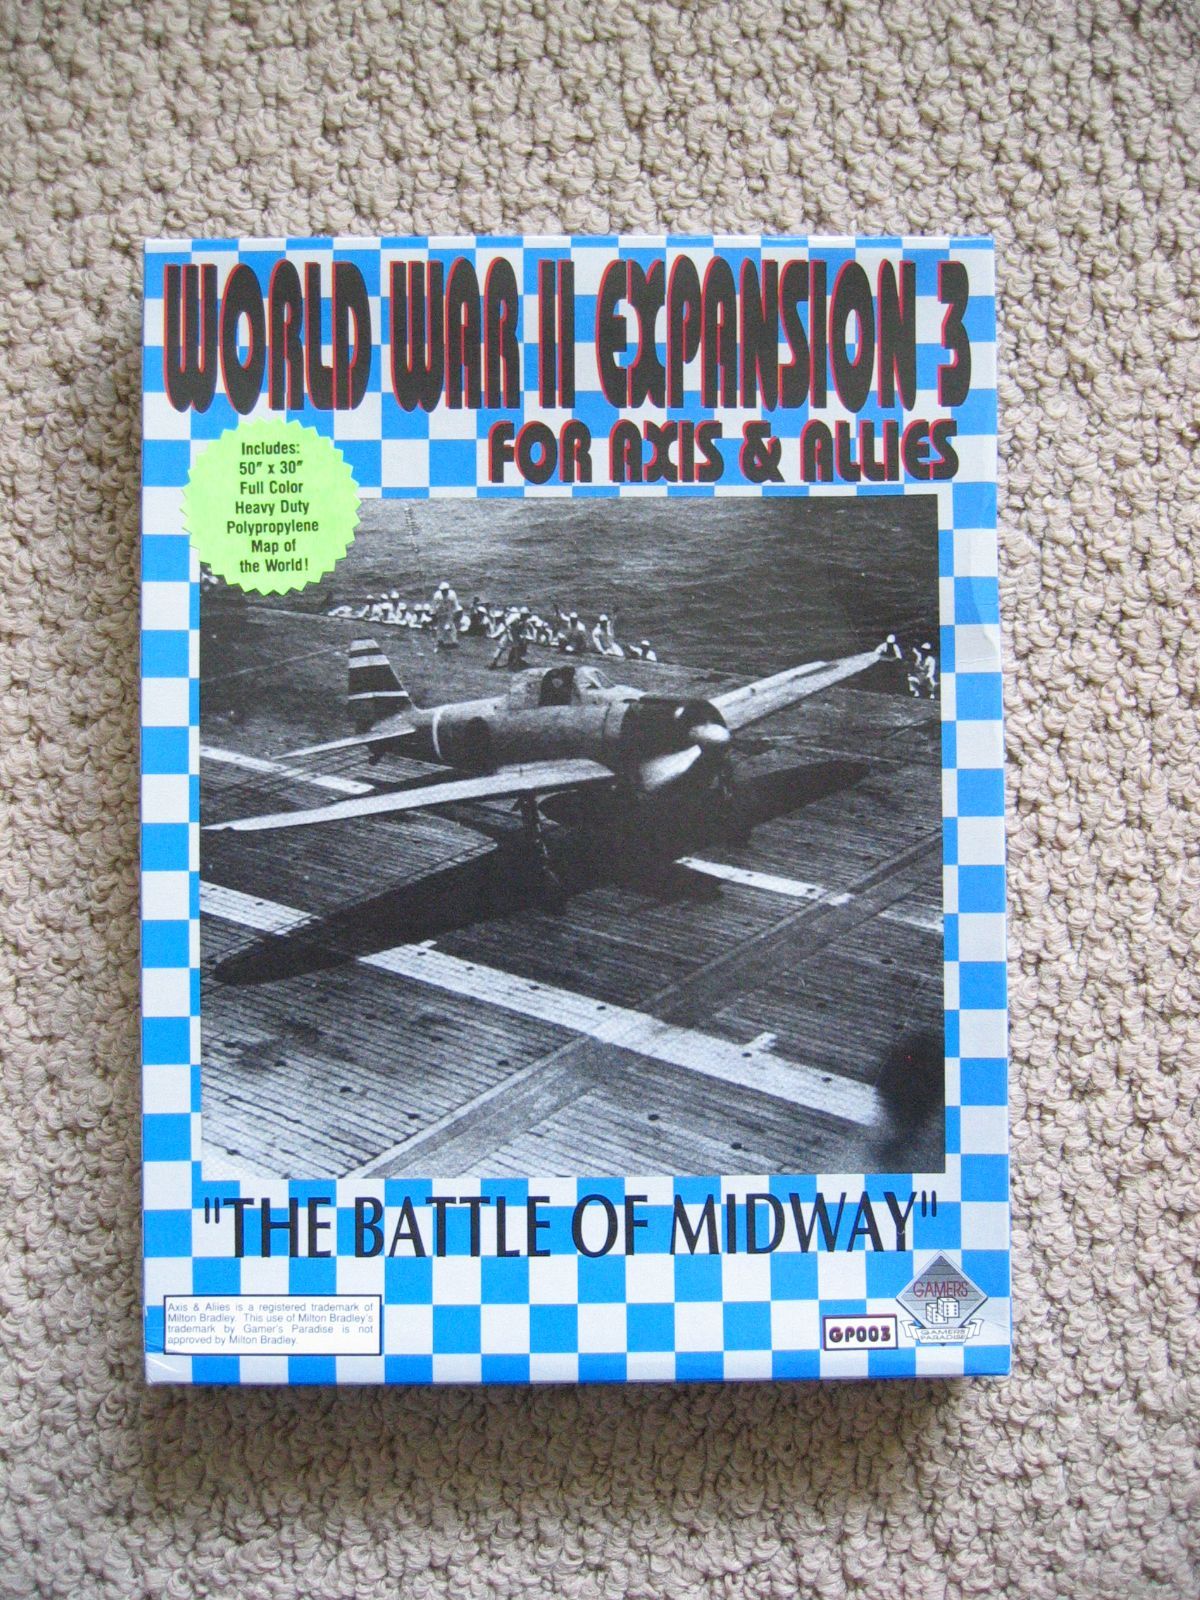 WORLD WAR II EXPANSION 3
FOR AXIS & ALLIES
Includes:
50" x 30"
Full Color
Heavy Duty
Polypropylene
Map of
the World!
"THE BATTLE OF MIDWAY"
Axis & Allies is a registered trademark of
Milton Bradley. This use of Milton Bradley's
trademark by Gamer's Paradise is not
approved by Milton Bradley.
GP003
GAMERS
GAMERS
PARADISE